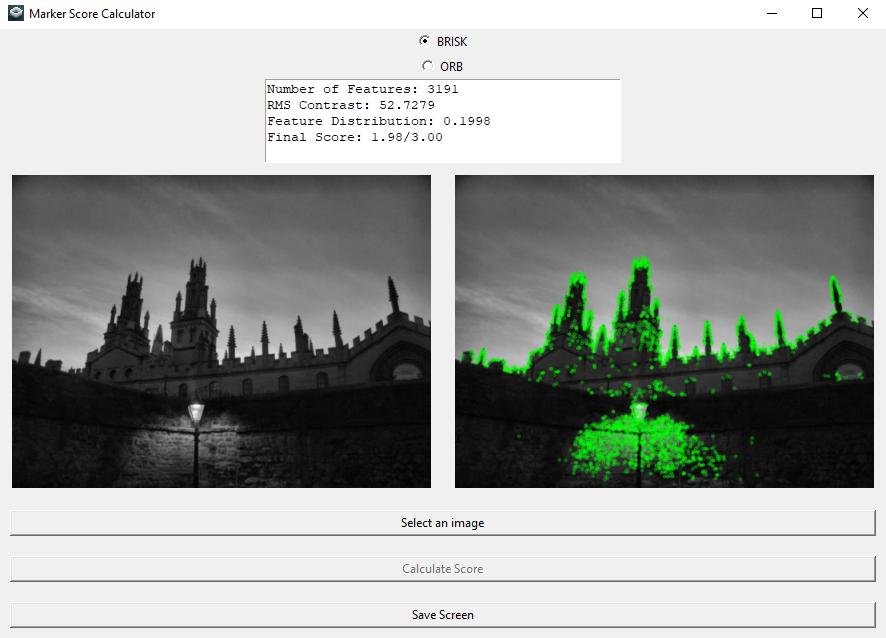 Marker Score Calculator
BRISK
ORB
Number of Features: 3191
RMS Contrast: 52.7279
Feature Distribution: 0.1998
Final Score: 1.98/3.00
Select an image
Calculate Score
Save Screen